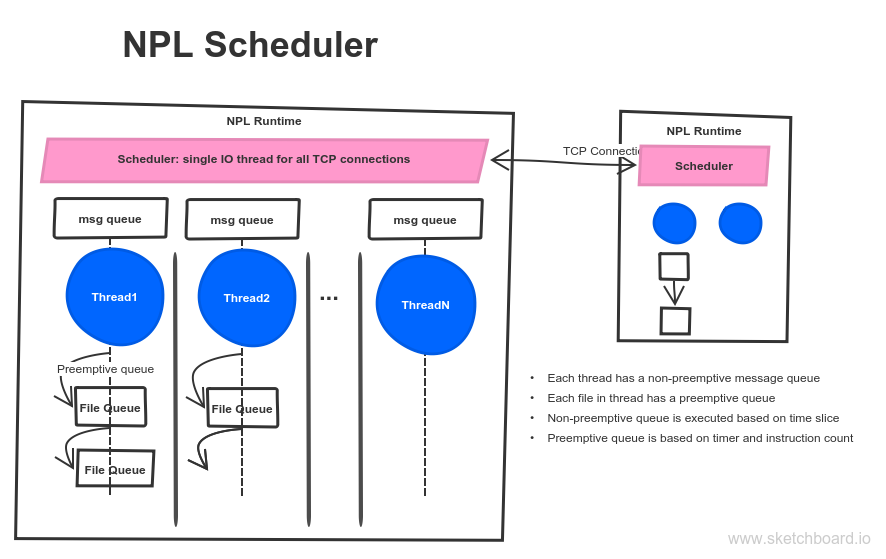 NPL Scheduler
NPL Runtime
Scheduler: single IO thread for all TCP connections
msg queue
msg queue
msg queue
Thread1
Thread2
...
ThreadN
Preemptive queue
File Queue
File Queue
File Queue
TCP Connectio
NPL Runtime
Scheduler
• Each thread has a non-preemptive message queue
• Each file in thread has a preemptive queue
• Non-preemptive queue is executed based on time slice
• Preemptive queue is based on timer and instruction count
www.sketchboard.io